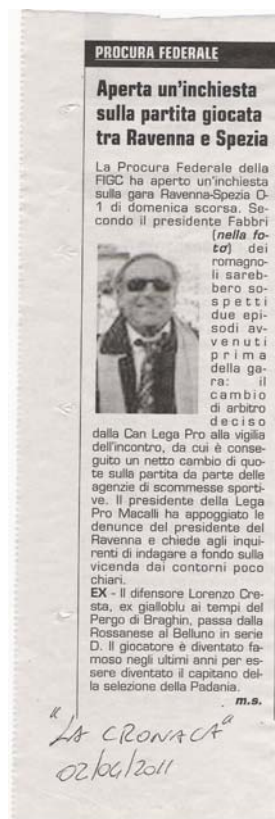 PROCURA FEDERALE
Aperta un'inchiesta
sulla partita giocata
tra Ravenna e Spezia
La Procura Federale della
FIGC ha aperto un'inchiesta
sulla gara Ravenna-Spezia 0-
1 di domenica scorsa. Se-
condo il presidente Fabbri
(nella fo-
to) dei
romagno-
li sareb-
bero so-
spetti
due epi-
sodi av-
venuti
prima
della ga-
ra: il
cambio
di arbitro
deciso
dalla Can Lega Pro alla vigilia
dell'incontro, da cui è conse-
guito un netto cambio di quo-
te sulla partita da parte delle
agenzie di scommesse sporti-
ve. Il presidente della Lega
Pro Macalli ha appoggiato le
denunce del presidente del
Ravenna e chiede agli inqui-
renti di indagare a fondo sulla
vicenda dai contorni poco
chiari.
EX - Il difensore Lorenzo Cre-
sta, ex gialloblu ai tempi del
Pergo di Braghin, passa dalla
Rossanese al Belluno in serie
D. Il giocatore è diventato fa-
moso negli ultimi anni per es-
sere diventato il capitano del-
la selezione della Padania.
m.s.
"LA CRONACA"
02/04/2011